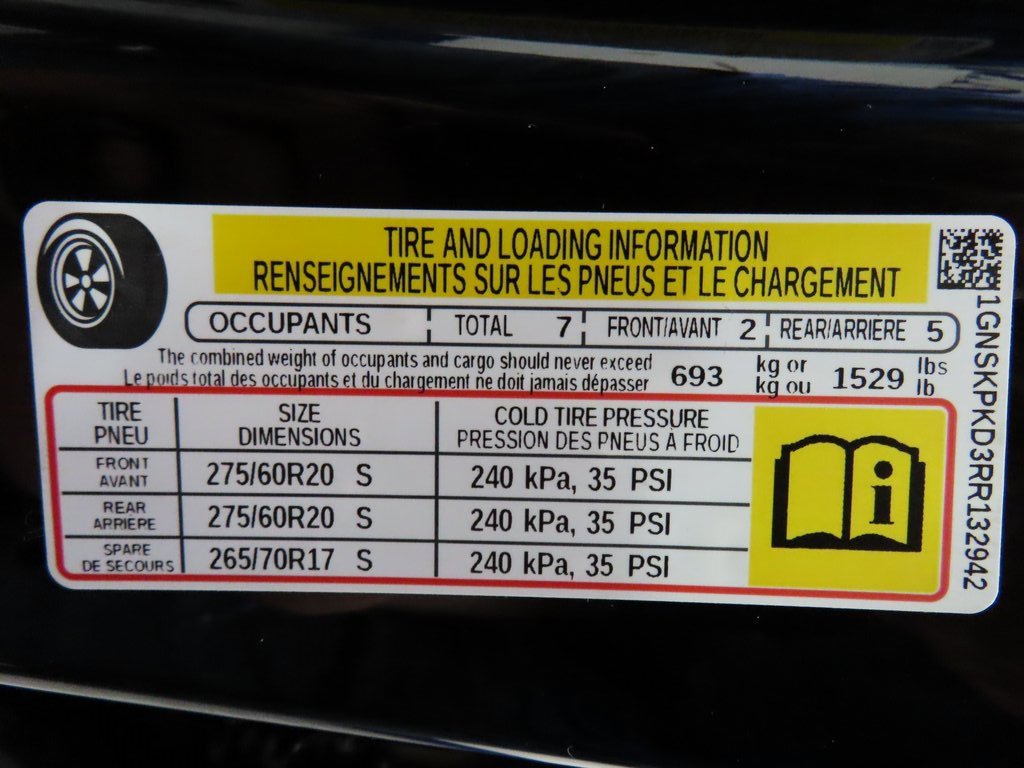 TIRE AND LOADING INFORMATION
RENSEIGNEMENTS SUR LES PNEUS ET LE CHARGEMENT
OCCUPANTS TOTAL 7 FRONT/AVANT 2 REAR/ARRIERE 5
The combined weight of occupants and cargo should never exceed 693 kg or 1529 lbs
Le poids total des occupants et du chargement ne doit jamais dépasser kg ou lb
TIRE SIZE COLD TIRE PRESSURE
PNEU DIMENSIONS PRESSION DES PNEUS À FROID
FRONT
AVANT 275/60R20 S 240 kPa, 35 PSI
REAR
ARRIÈRE 275/60R20 S 240 kPa, 35 PSI
SPARE
DE SECOURS 265/70R17 S 240 kPa, 35 PSI
i
1GNSKPKD3RR132942